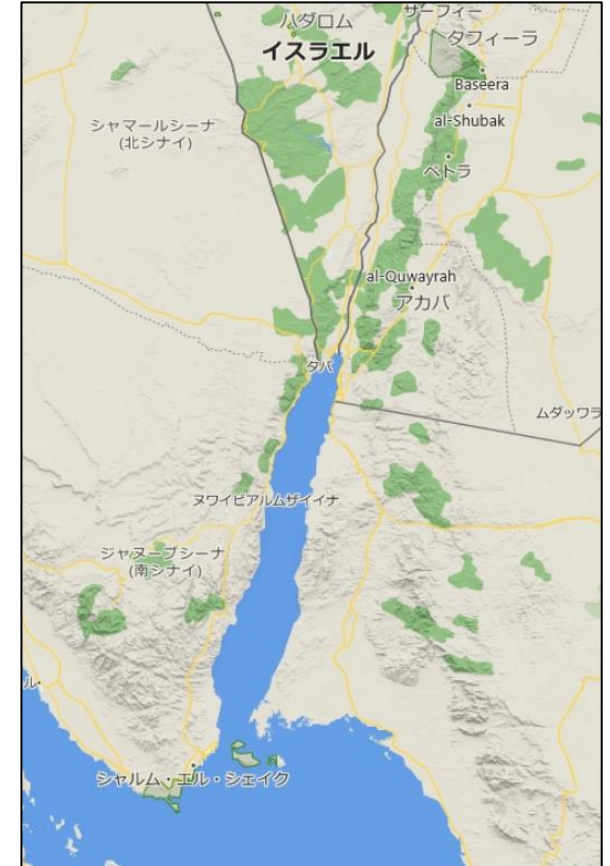 サーフィー
ハダロム
タフィーラ
イスラエル
Baseera
al-Shubak
シャマールシーナ
(北シナイ)
ペトラ
al-Quwayrah
アカバ
タバ
ムダッワラ
ヌワイビアルムザイイナ
ジャヌーブシーナ
(南シナイ)
ル
シャルム・エル・シェイク